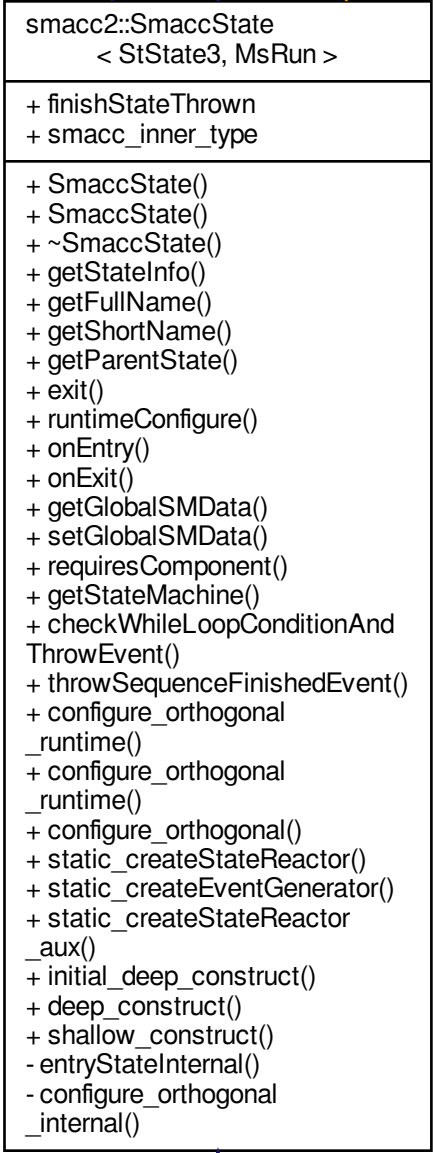 smacc2::SmaccState
< StState3, MsRun >
+ finishStateThrown
+ smacc_inner_type
+ SmaccState()
+ SmaccState()
+ ~SmaccState()
+ getStateInfo()
+ getFullName()
+ getShortName()
+ getParentState()
+ exit()
+ runtimeConfigure()
+ onEntry()
+ onExit()
+ getGlobalSMData()
+ setGlobalSMData()
+ requiresComponent()
+ getStateMachine()
+ checkWhileLoopConditionAnd
ThrowEvent()
+ throwSequenceFinishedEvent()
+ configure_orthogonal
_runtime()
+ configure_orthogonal
_runtime()
+ configure_orthogonal()
+ static_createStateReactor()
+ static_createEventGenerator()
+ static_createStateReactor
_aux()
+ initial_deep_construct()
+ deep_construct()
+ shallow_construct()
- entryStateInternal()
- configure_orthogonal
_internal()